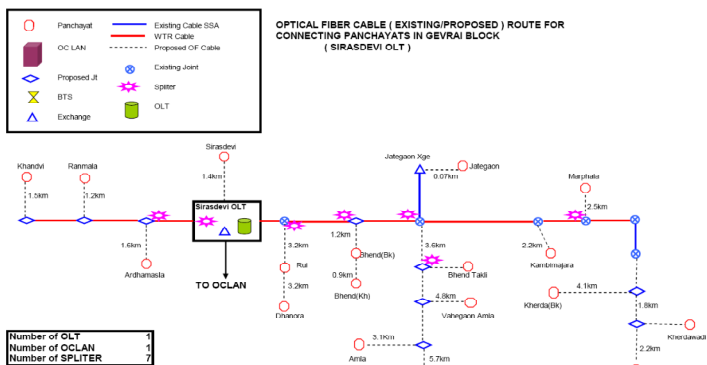 Panchayat
Existing Cable SSA
WTR Cable
OC LAN
Proposed OF Cable
Existing Joint
Proposed Jt
Spliter
BTS
OLT
Exchange
OPTICAL FIBER CABLE ( EXISTING/PROPOSED ) ROUTE FOR
CONNECTING PANCHAYATS IN GEVRAI BLOCK
( SIRASDEVI OLT )
Sirasdevi
1.4km
Khandvi
Ranmala
1.5km
1.2km
Jategaon Xge
Jategaon
0.07km
Marphala
2.5km
Sirasdevi OLT
1.6km
Ardhamasla
TO OCLAN
3.2km
Rui
3.2km
Dhanora
1.2km
Bhend(Bk)
0.9km
Bhend(Kh)
3.6km
Bhend Takli
4.8km
Vahegaon Amla
3.1km
Amla
5.7km
2.2km
Kambimajara
4.1km
Kherda(Bk)
1.8km
Kherdawadi
2.2km
Number of OLT 1
Number of OCLAN 1
Number of SPLITER 7